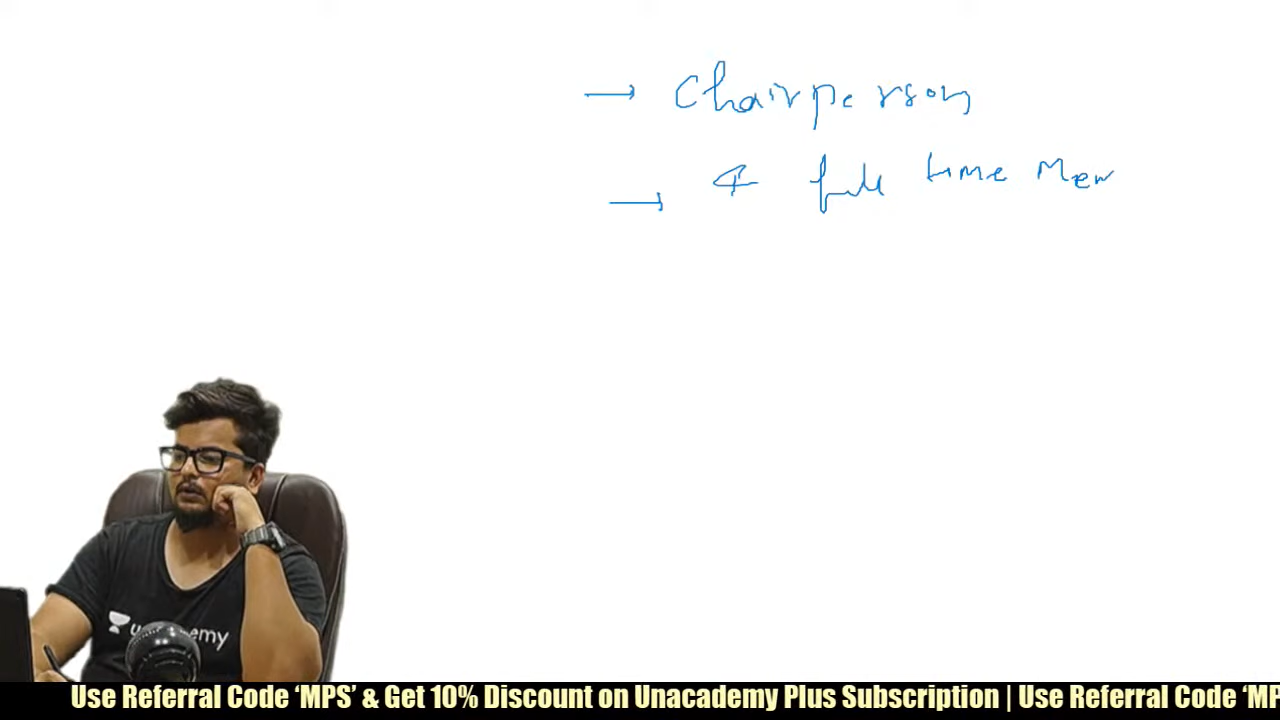 → Chairperson
→ 4 full time Mem
unacademy
Use Referral Code ‘MPS’ & Get 10% Discount on Unacademy Plus Subscription | Use Referral Code ‘MP